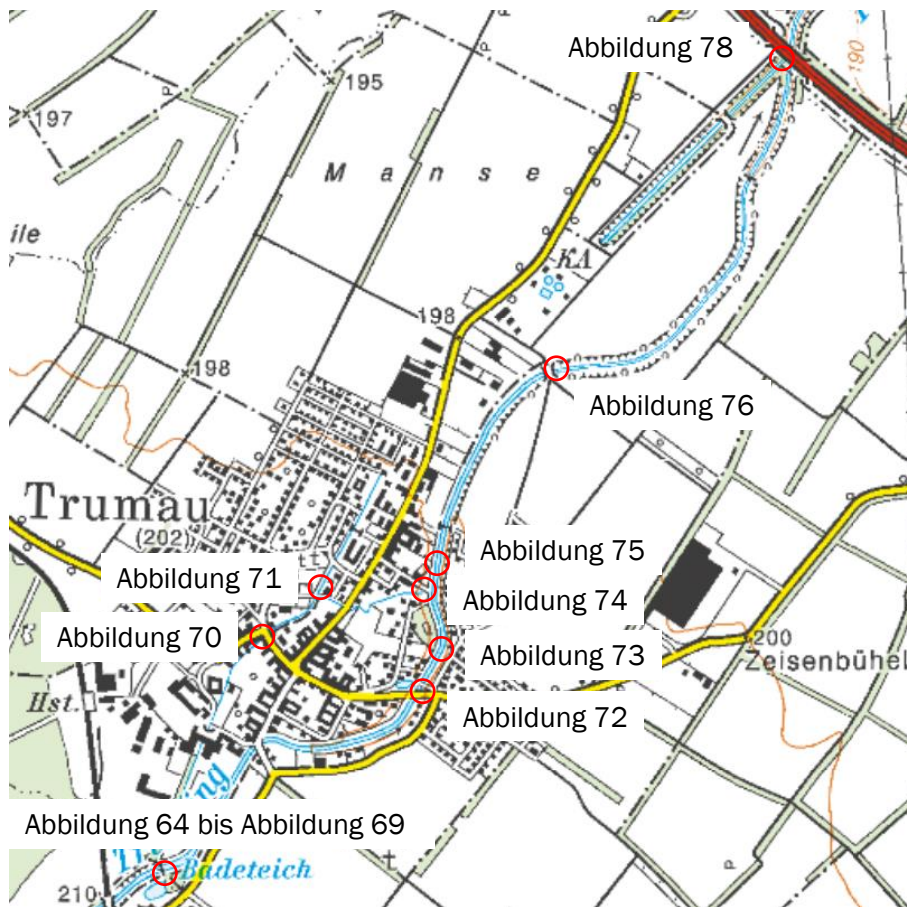 Abbildung 78
190
195
197
M a n s e
ile
KA
198
198
Abbildung 76
Trumau
(202)
Abbildung 75
Abbildung 71
Abbildung 74
Abbildung 70
Abbildung 73
200
Zeisenbühel
Hst.
Abbildung 72
Abbildung 64 bis Abbildung 69
Badeteich
210